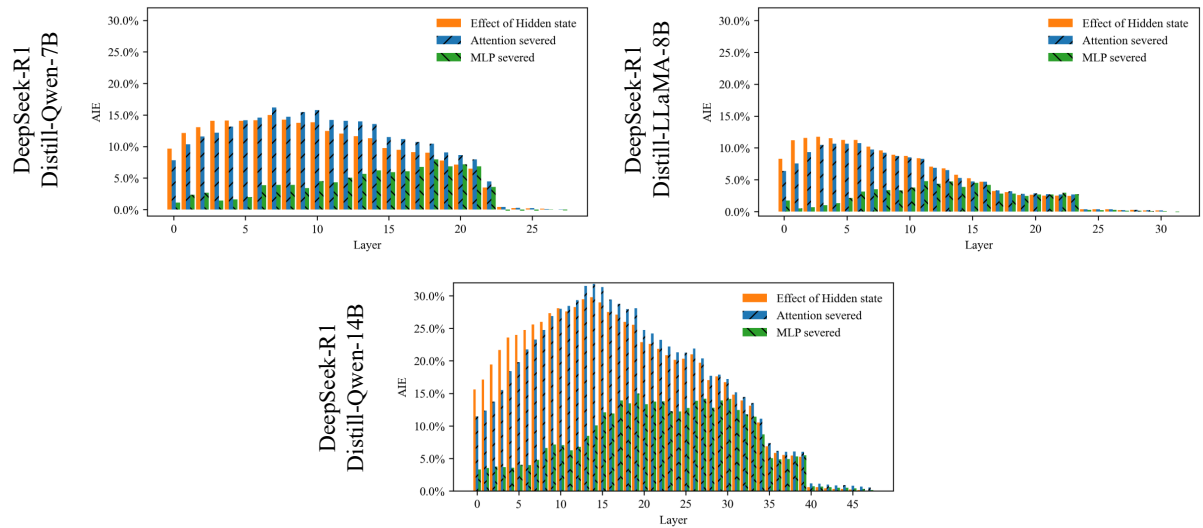 DeepSeek-R1
Distill-Qwen-7B
AIE
30.0%
25.0%
20.0%
15.0%
10.0%
5.0%
0.0%
Effect of Hidden state
Attention severed
MLP severed
0 5 10 15 20 25
Layer
DeepSeek-R1
Distill-LLaMA-8B
AIE
30.0%
25.0%
20.0%
15.0%
10.0%
5.0%
0.0%
Effect of Hidden state
Attention severed
MLP severed
0 5 10 15 20 25 30
Layer
DeepSeek-R1
Distill-Qwen-14B
AIE
30.0%
25.0%
20.0%
15.0%
10.0%
5.0%
0.0%
Effect of Hidden state
Attention severed
MLP severed
0 5 10 15 20 25 30 35 40 45
Layer